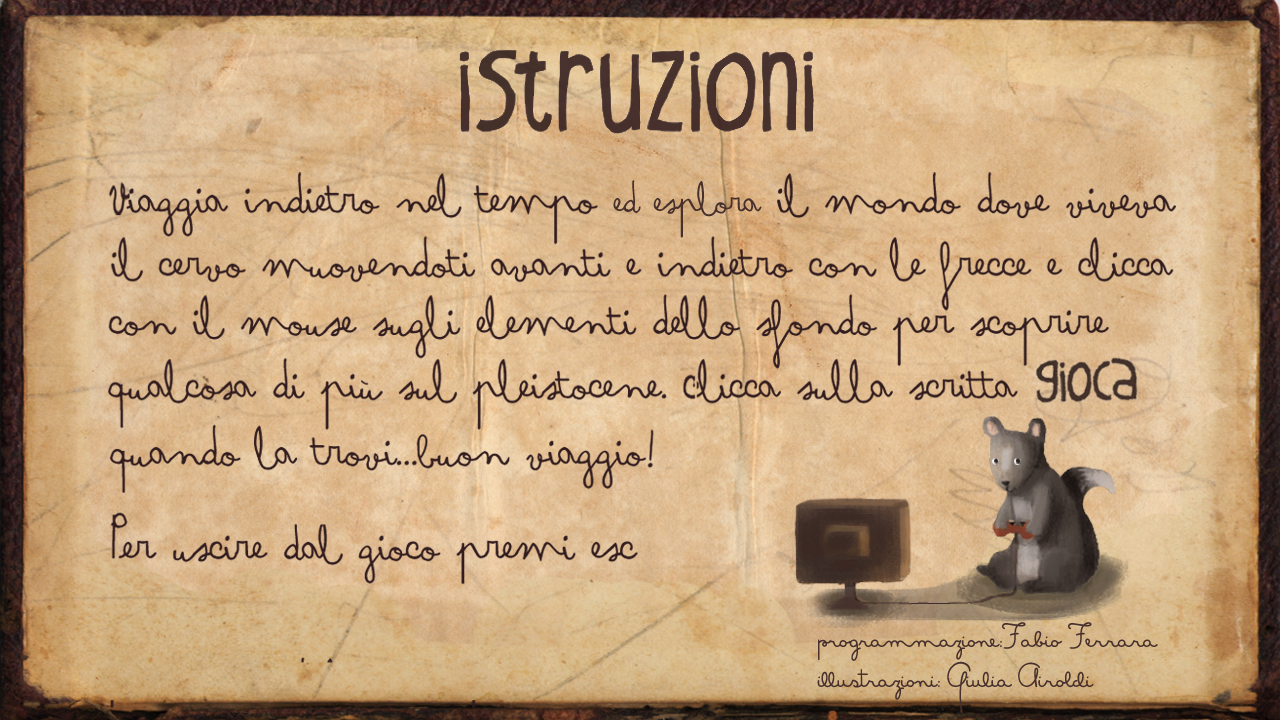 istruzioni
Viaggia indietro nel tempo ed esplora il mondo dove viveva
il cervo muovendoti avanti e indietro con le frecce e clicca
con il mouse sugli elementi dello sfondo per scoprire
qualcosa di più sul pleistocene. Clicca sulla scritta gioca
quando la trovi...buon viaggio!
Per uscire dal gioco premi esc
programmazione:Fabio Ferrara
illustrazioni: Giulia Airoldi